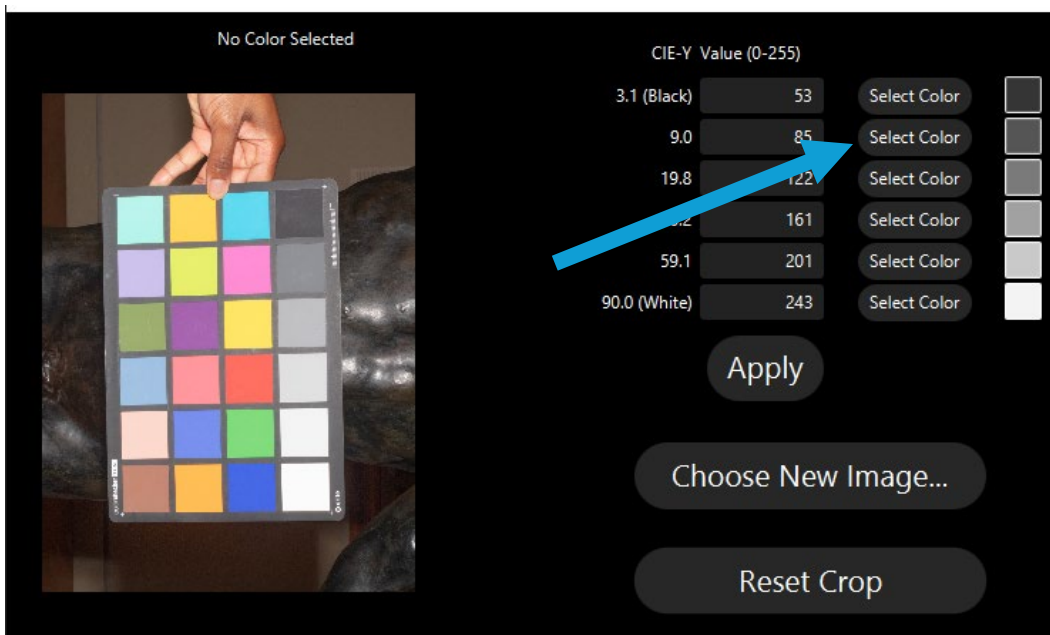 No Color Selected
CIE-Y Value (0-255)
3.1 (Black) 53 Select Color
9.0 85 Select Color
19.8 122 Select Color
161 Select Color
59.1 201 Select Color
90.0 (White) 243 Select Color
Apply
Choose New Image...
Reset Crop